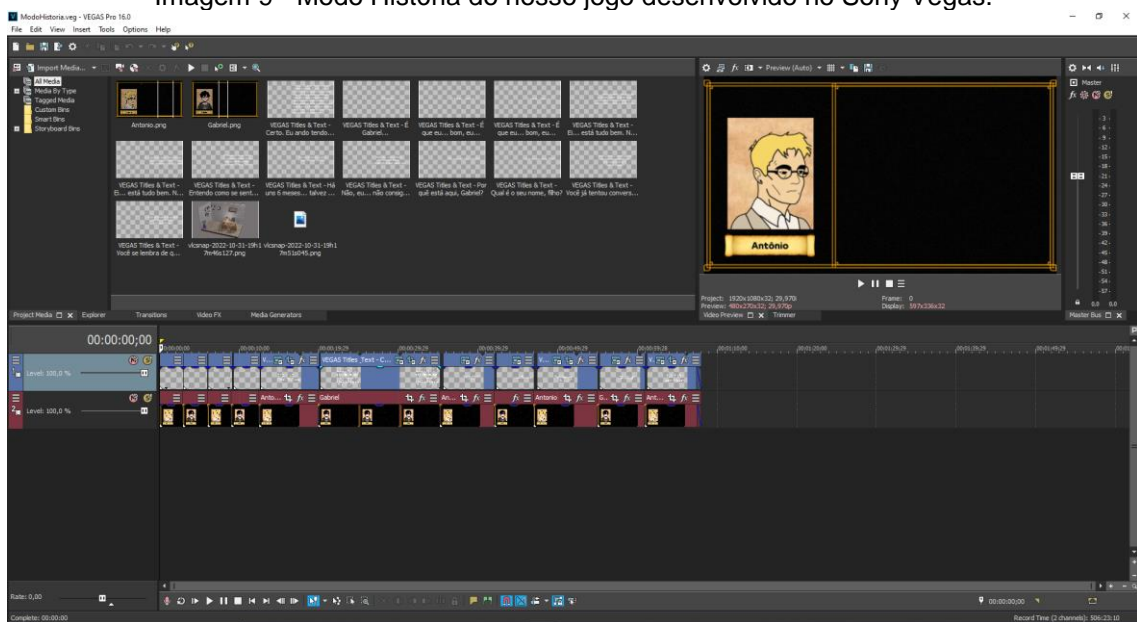 Imagem 9 - Modo História do nosso jogo desenvolvido no Sony Vegas.
ModoHistoria.veg - VEGAS Pro 16.0
File Edit View Insert Tools Options Help
Import Media...
Preview (Auto)
All Media
Media By Type
Tagged Media
Custom Bins
Smart Bins
Storyboard Bins
Master
Antonio.png
Gabriel.png
VEGAS Titles & Text -
Certo. Eu ando tendo...
VEGAS Titles & Text - É
Gabriel...
VEGAS Titles & Text - É
que eu... bom, eu...
VEGAS Titles & Text - É
que eu... bom, eu...
VEGAS Titles & Text -
Ei... está tudo bem. N...
VEGAS Titles & Text -
Ei... está tudo bem. N...
VEGAS Titles & Text -
Entendo como se sent...
VEGAS Titles & Text - Há
uns 6 meses... talvez ...
VEGAS Titles & Text -
Não, eu... não consig...
VEGAS Titles & Text - Por
quê está aqui, Gabriel?
VEGAS Titles & Text -
Qual é o seu nome, filho?
VEGAS Titles & Text -
Você já tentou convers...
VEGAS Titles & Text -
Você se lembra de q...
vlcsnap-2022-10-31-19h1
7m46s127.png
vlcsnap-2022-10-31-19h1
7m51s045.png
Antônio
Project: 1920x1080x32; 29,970i
Preview: 480x270x32; 29,970p
Frame: 0
Display: 597x336x32
Project Media
Explorer
Transitions
Video FX
Media Generators
Video Preview
Trimmer
Master Bus
00:00:00;00
Level: 100,0 %
VEGAS Titles _Text - C...
Level: 100,0 %
Anto...
Gabriel
An...
Antonio
G...
Ant...
Rate: 0,00
00:00:00;00
Complete: 00:00:00
Record Time (2 channels): 506:23:10